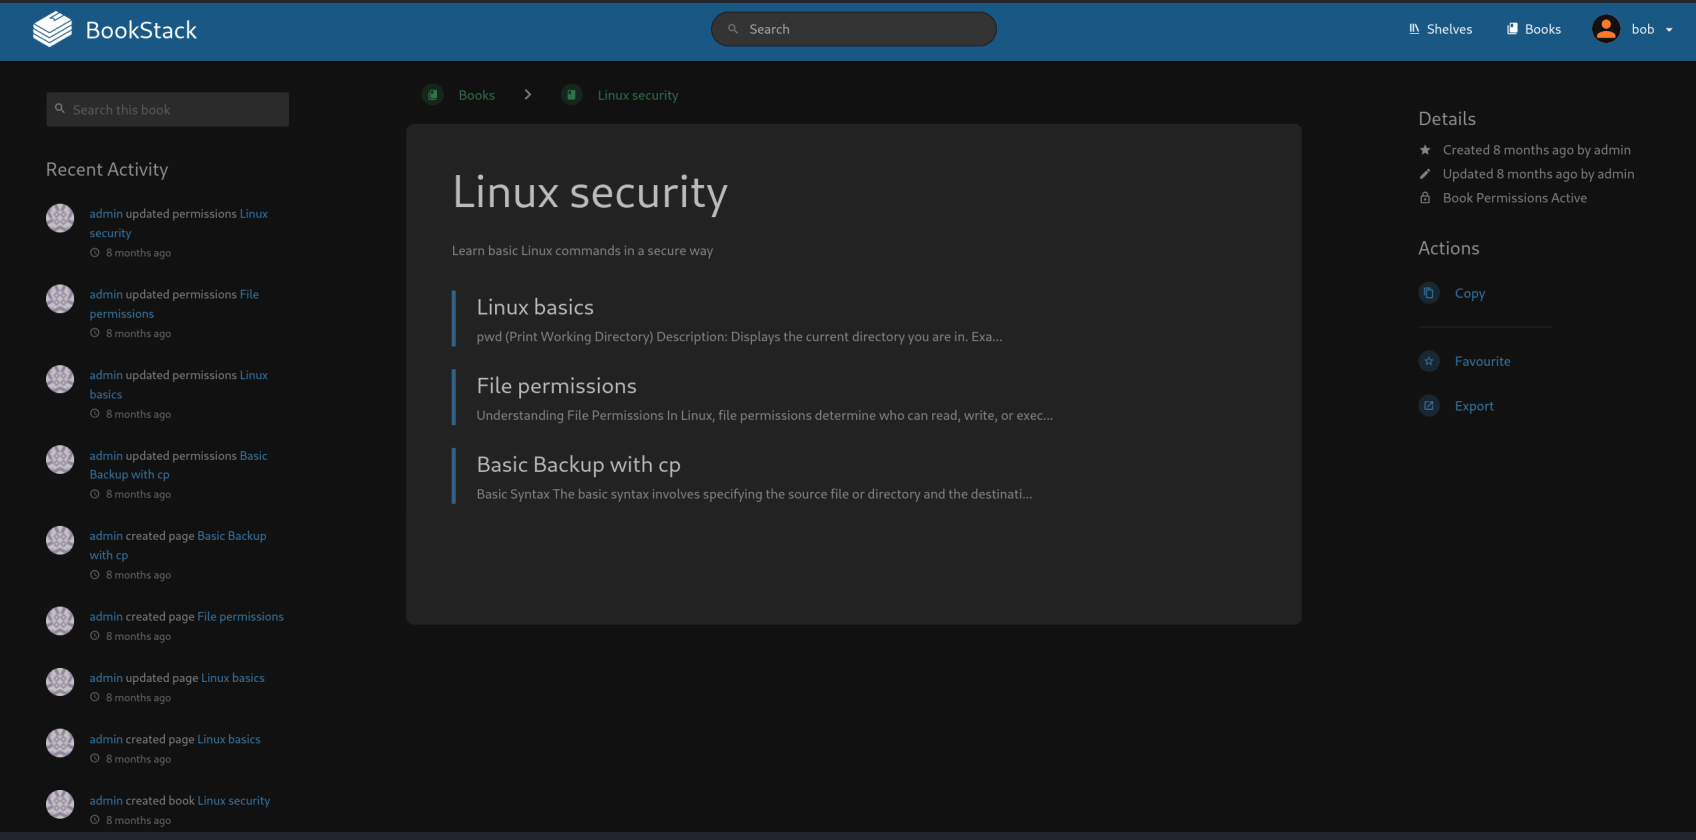 BookStack
Search
Shelves
Books
bob
Search this book
Recent Activity
admin updated permissions Linux
security
8 months ago
admin updated permissions File
permissions
8 months ago
admin updated permissions Linux
basics
8 months ago
admin updated permissions Basic
Backup with cp
8 months ago
admin created page Basic Backup
with cp
8 months ago
admin created page File permissions
8 months ago
admin updated page Linux basics
8 months ago
admin created page Linux basics
8 months ago
admin created book Linux security
8 months ago
Books
Linux security
Linux security
Learn basic Linux commands in a secure way
Linux basics
pwd (Print Working Directory) Description: Displays the current directory you are in. Exa...
File permissions
Understanding File Permissions In Linux, file permissions determine who can read, write, or exec...
Basic Backup with cp
Basic Syntax The basic syntax involves specifying the source file or directory and the destinati...
Details
Created 8 months ago by admin
Updated 8 months ago by admin
Book Permissions Active
Actions
Copy
Favourite
Export